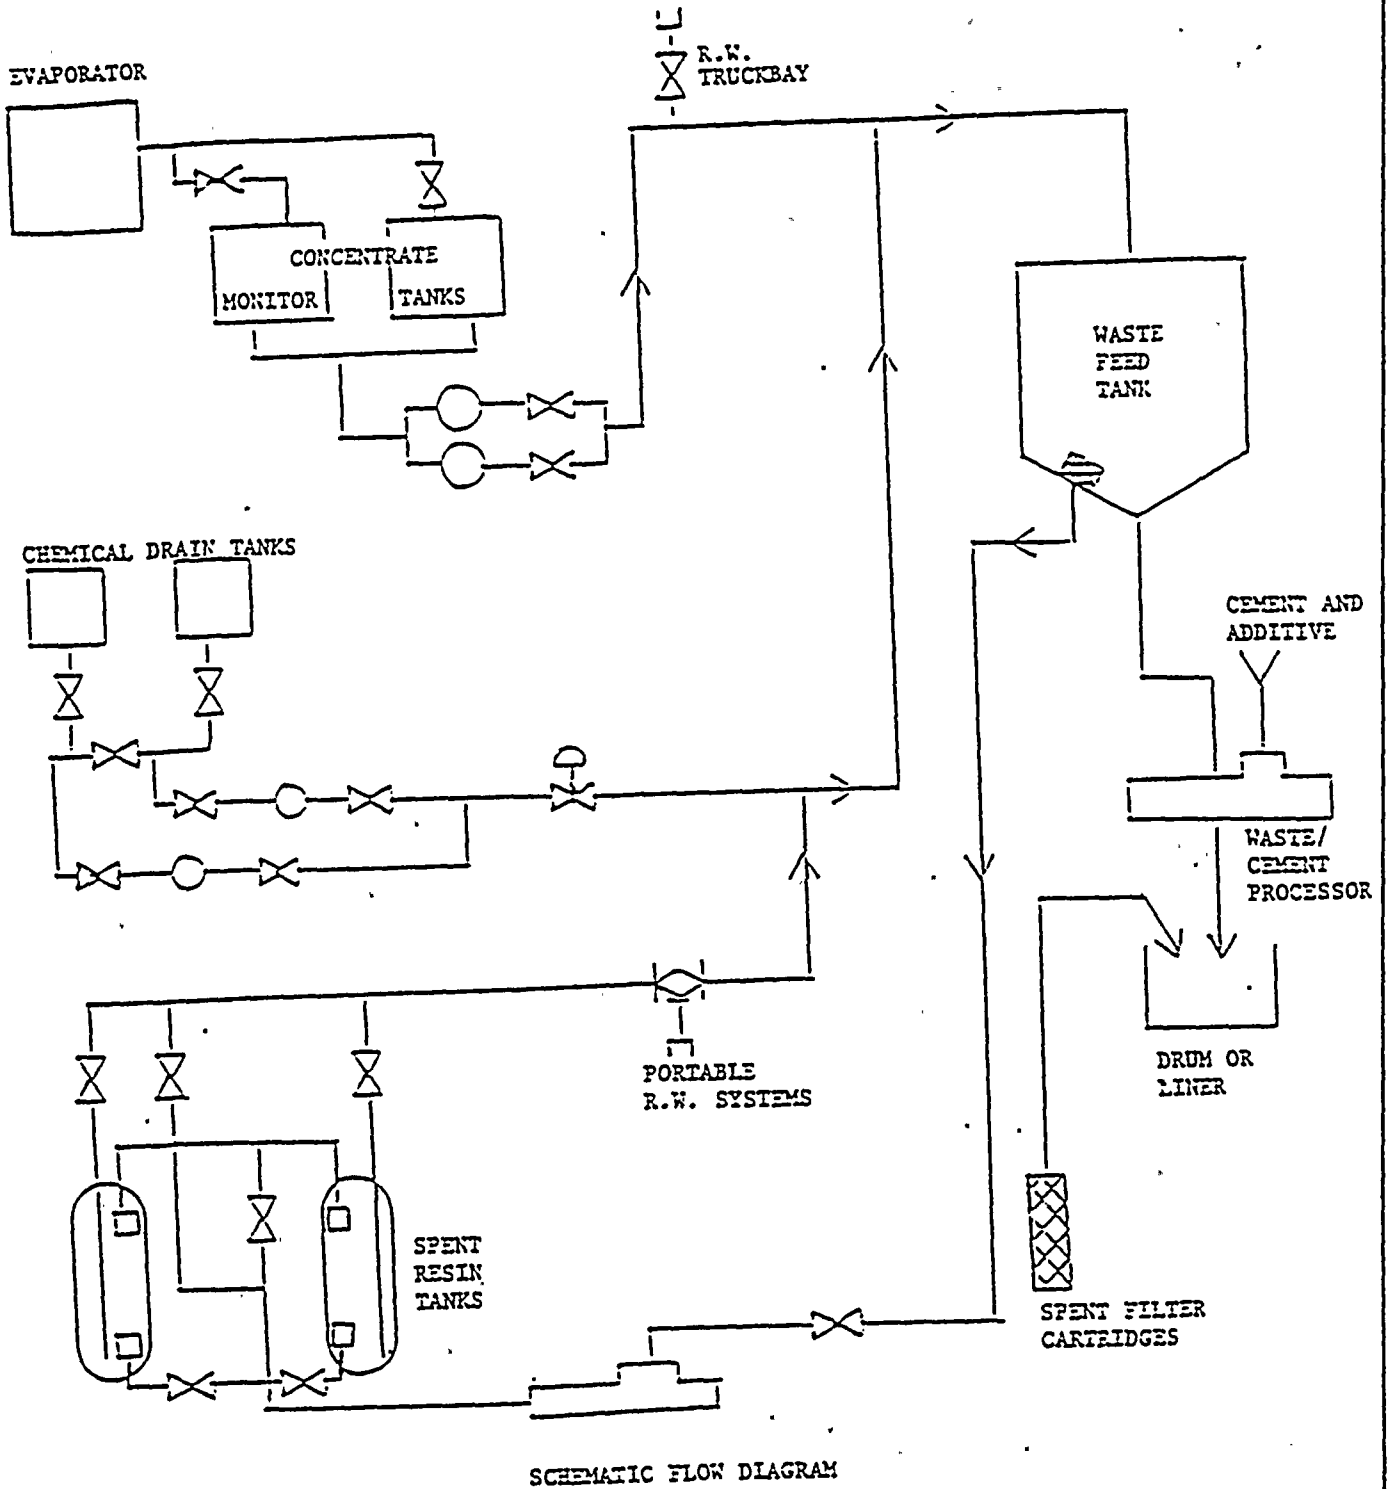 R.W.
TRUCKBAY
EVAPORATOR
CONCENTRATE
MONITOR TANKS
WASTE
FEED
TANK
CHEMICAL DRAIN TANKS
CEMENT AND
ADDITIVE
WASTE/
CEMENT
PROCESSOR
DRUM OR
LINER
PORTABLE
R.W. SYSTEMS
SPENT
RESIN
TANKS
SPENT FILTER
CARTRIDGES
SCHEMATIC FLOW DIAGRAM